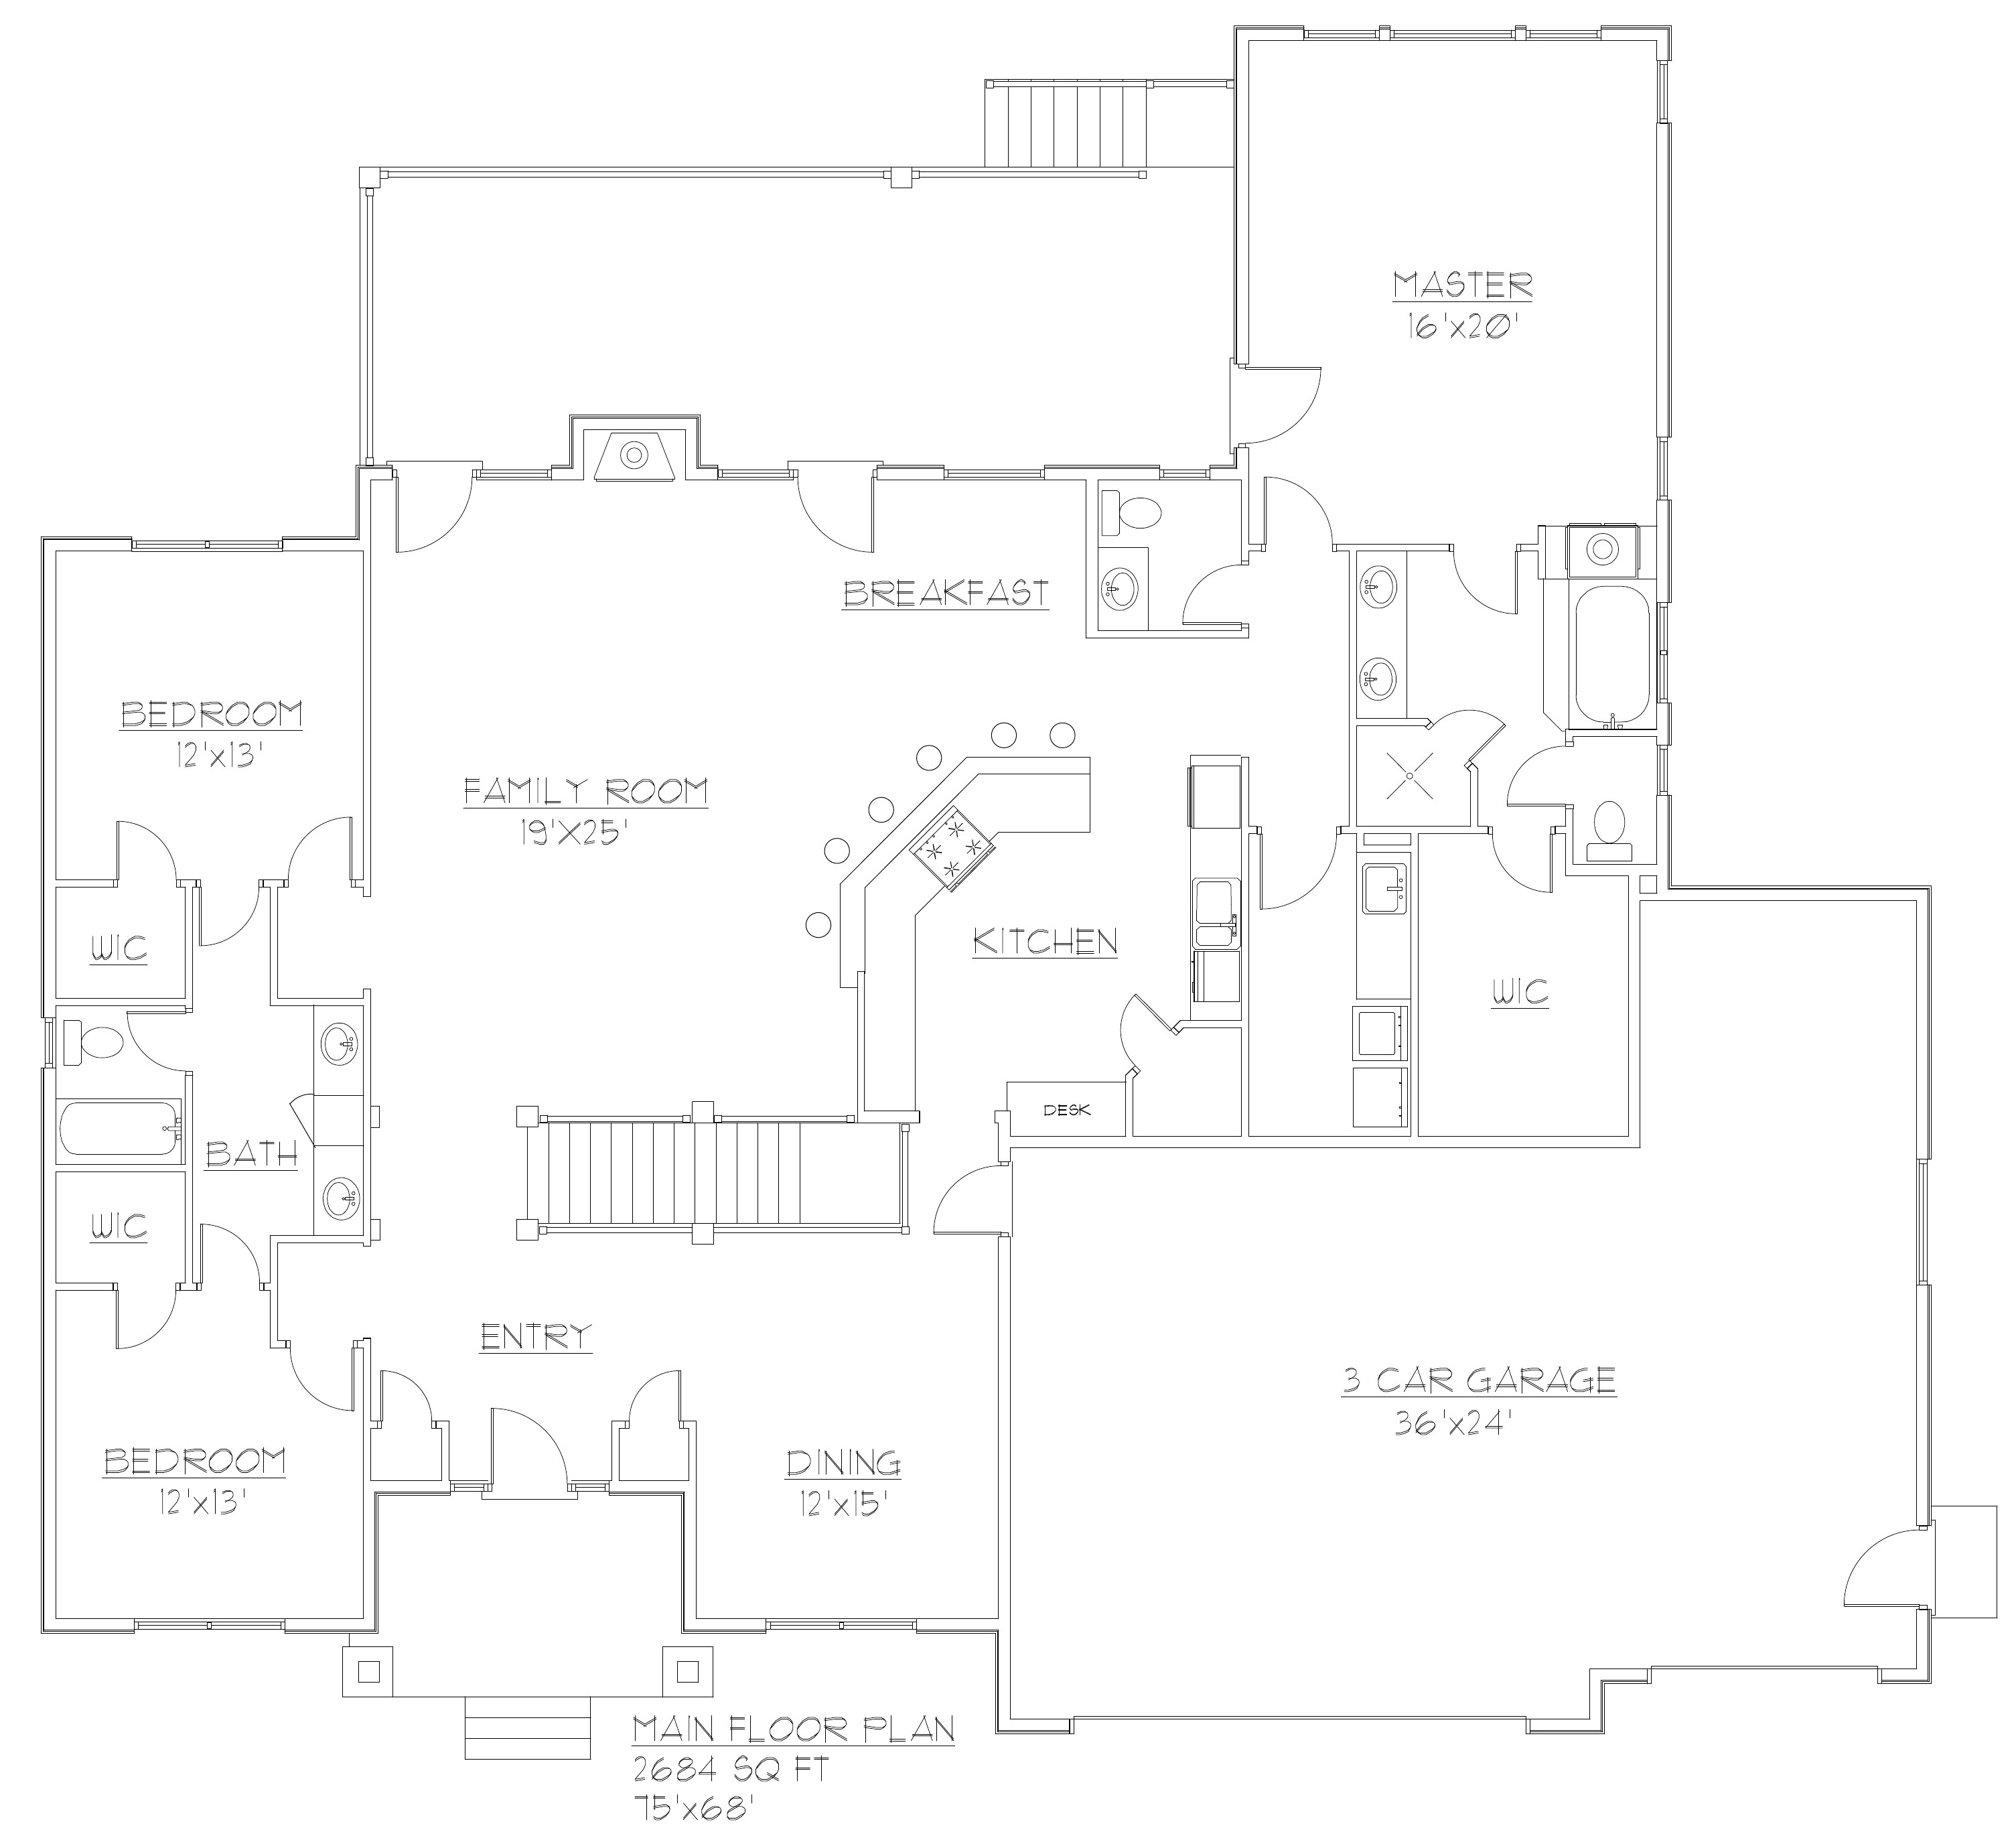 MASTER
16'x20'
BREAKFAST
BEDROOM
12'x13'
FAMILY ROOM
19'X25'
KITCHEN
WIC
WIC
DESK
BATH
WIC
ENTRY
3 CAR GARAGE
36'x24'
BEDROOM
12'x13'
DINING
12'x15'
MAIN FLOOR PLAN
2684 SQ FT
75'x68'